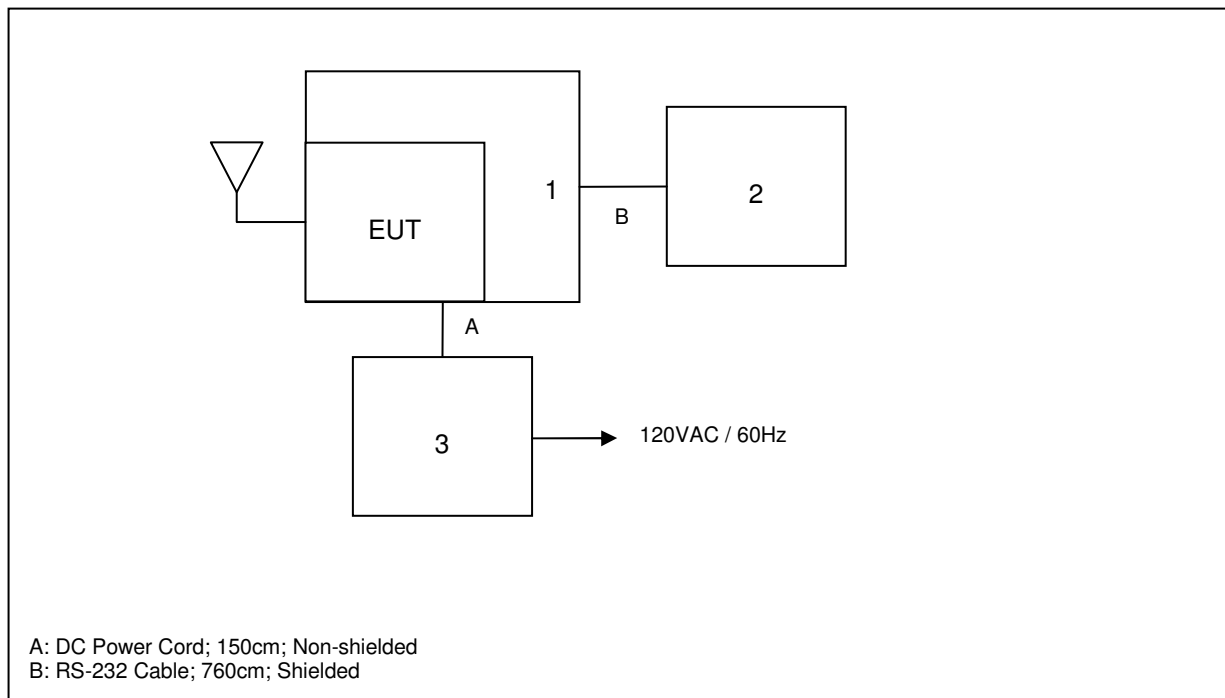 1
2
B
EUT
A
3
120VAC / 60Hz
A: DC Power Cord; 150cm; Non-shielded
B: RS-232 Cable; 760cm; Shielded